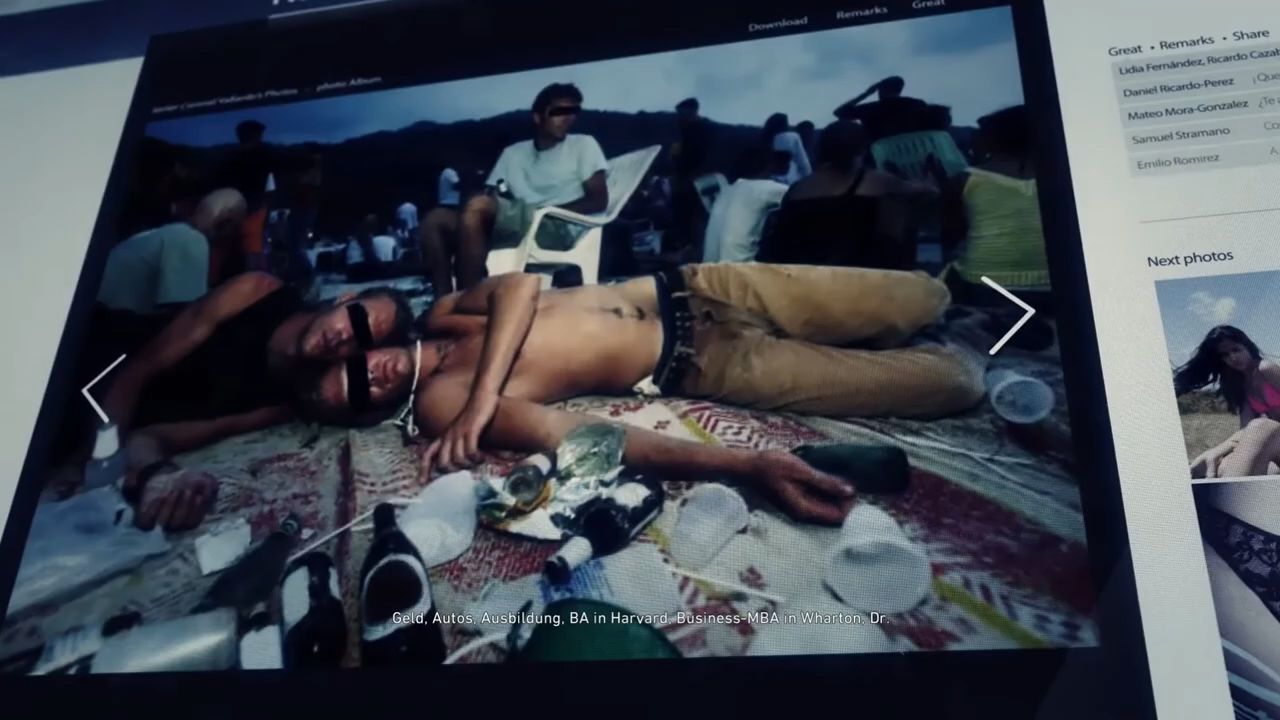 Download Remarks Great
photo Album
Great • Remarks • Share
Lidia Fernández, Ricardo
Daniel Ricardo-Perez
Mateo Mora-Gonzalez
Samuel Stramano
Emilio Romirez
Next photos
Geld, Autos, Ausbildung, BA in Harvard, Business-MBA in Wharton, Dr.